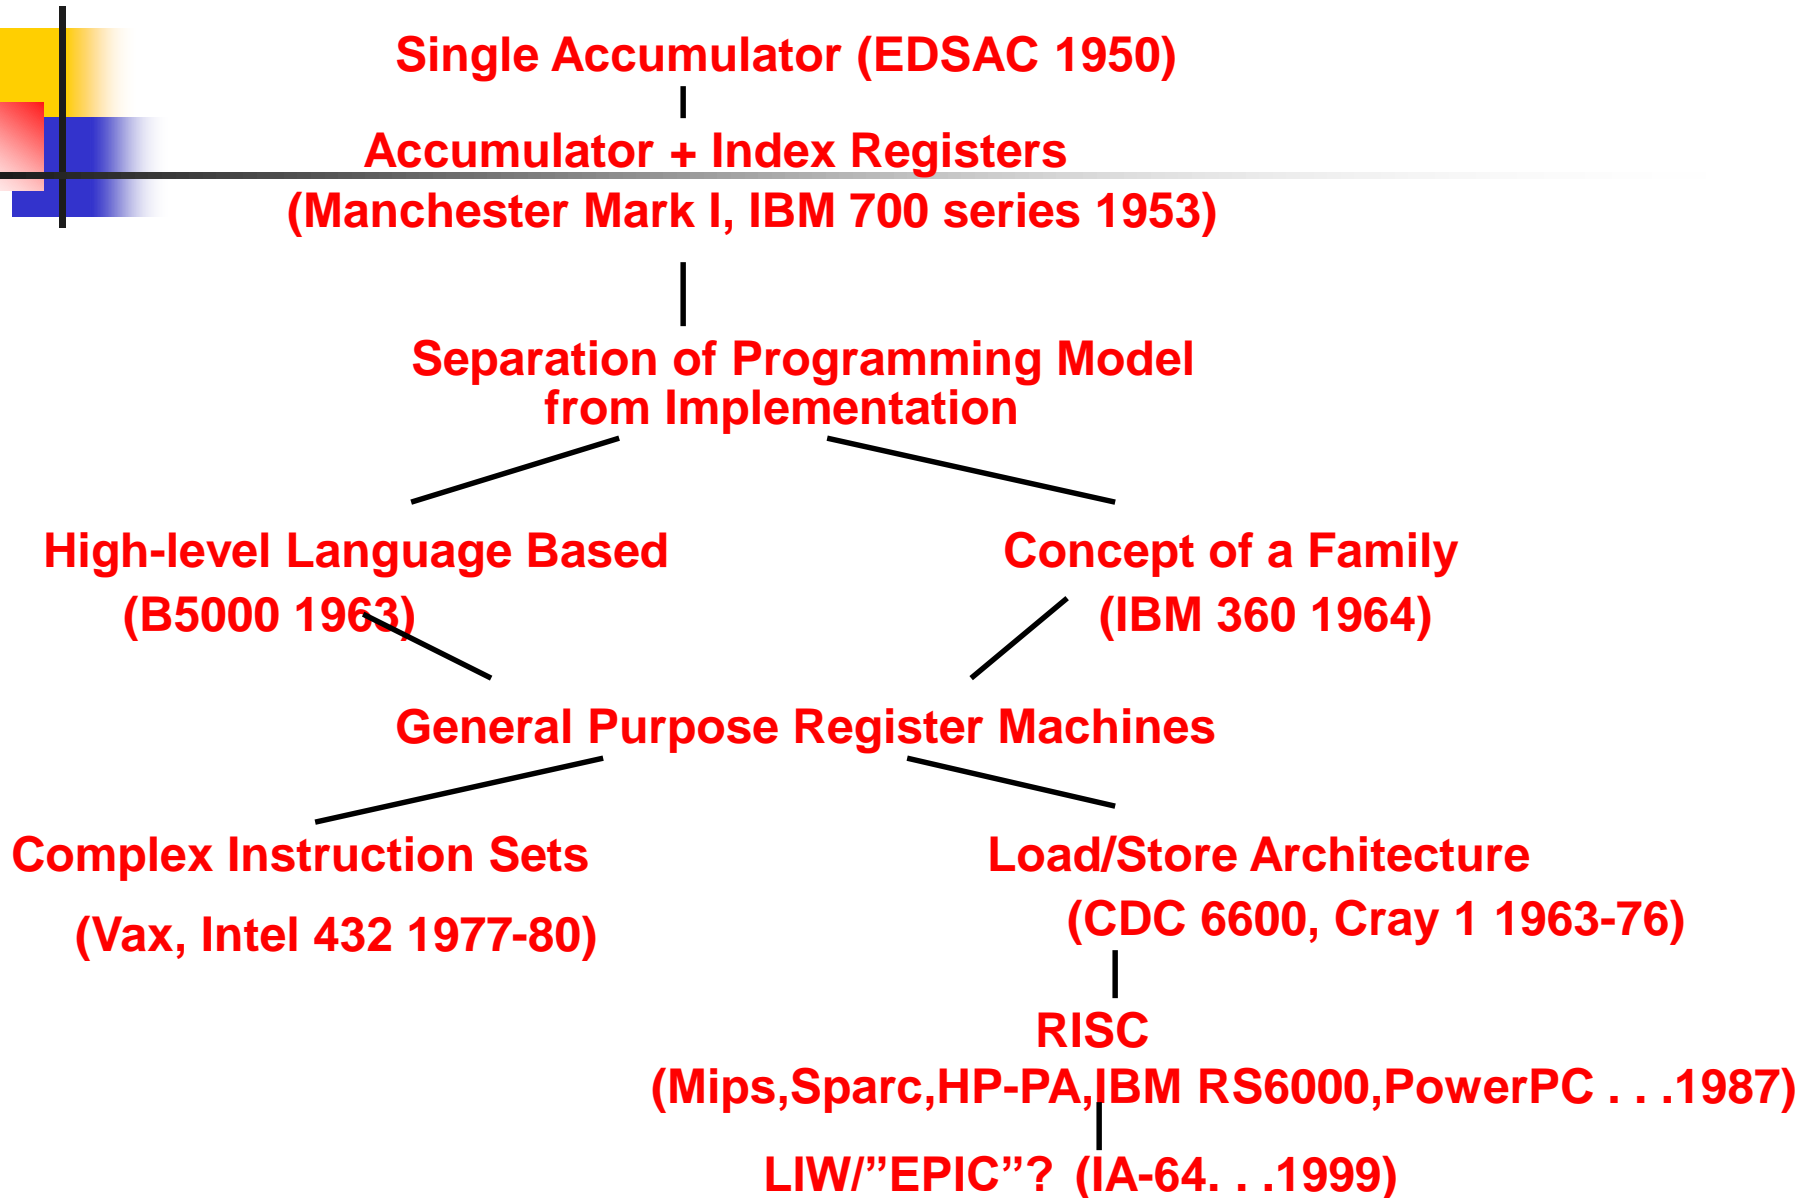 Single Accumulator (EDSAC 1950)
Accumulator + Index Registers
(Manchester Mark I, IBM 700 series 1953)
Separation of Programming Model
from Implementation
High-level Language Based
(B5000 1963)
Concept of a Family
(IBM 360 1964)
General Purpose Register Machines
Complex Instruction Sets
(Vax, Intel 432 1977-80)
Load/Store Architecture
(CDC 6600, Cray 1 1963-76)
RISC
(Mips,Sparc,HP-PA,IBM RS6000,PowerPC . . .1987)
LIW/”EPIC”? (IA-64. . .1999)